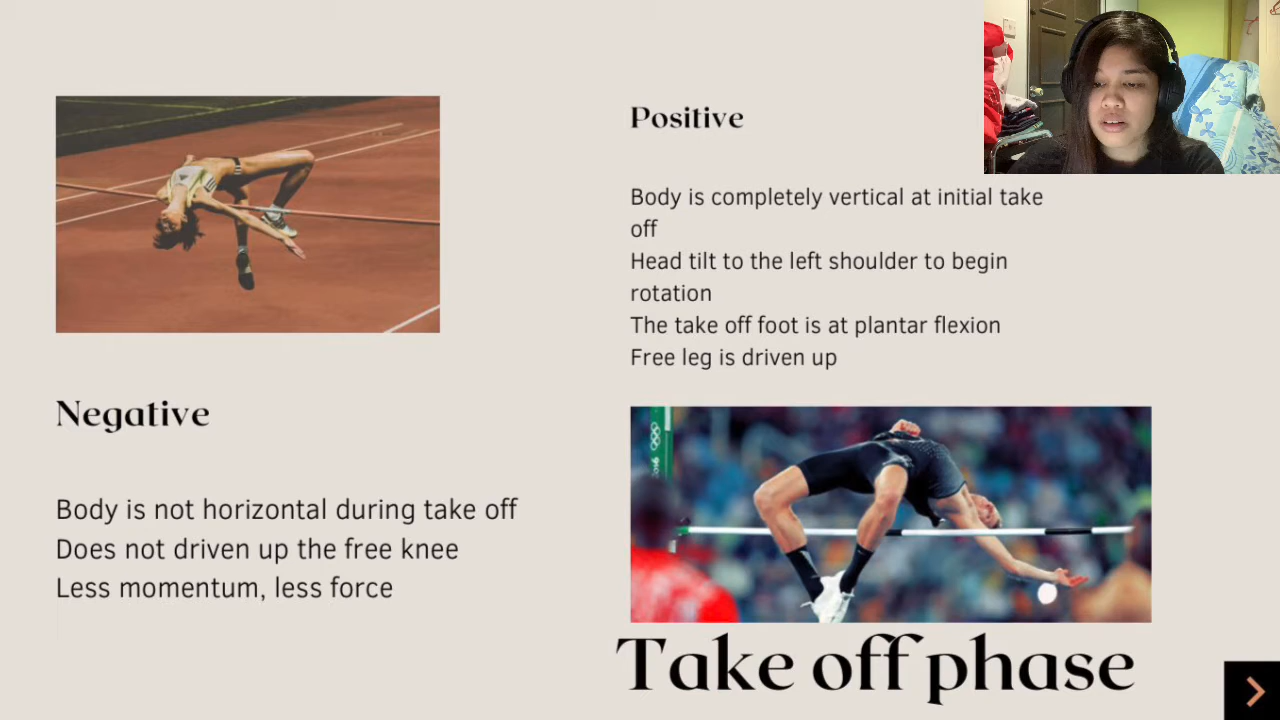 Positive
Body is completely vertical at initial take
off
Head tilt to the left shoulder to begin
rotation
The take off foot is at plantar flexion
Free leg is driven up
Negative
Body is not horizontal during take off
Does not driven up the free knee
Less momentum, less force
Take off phase